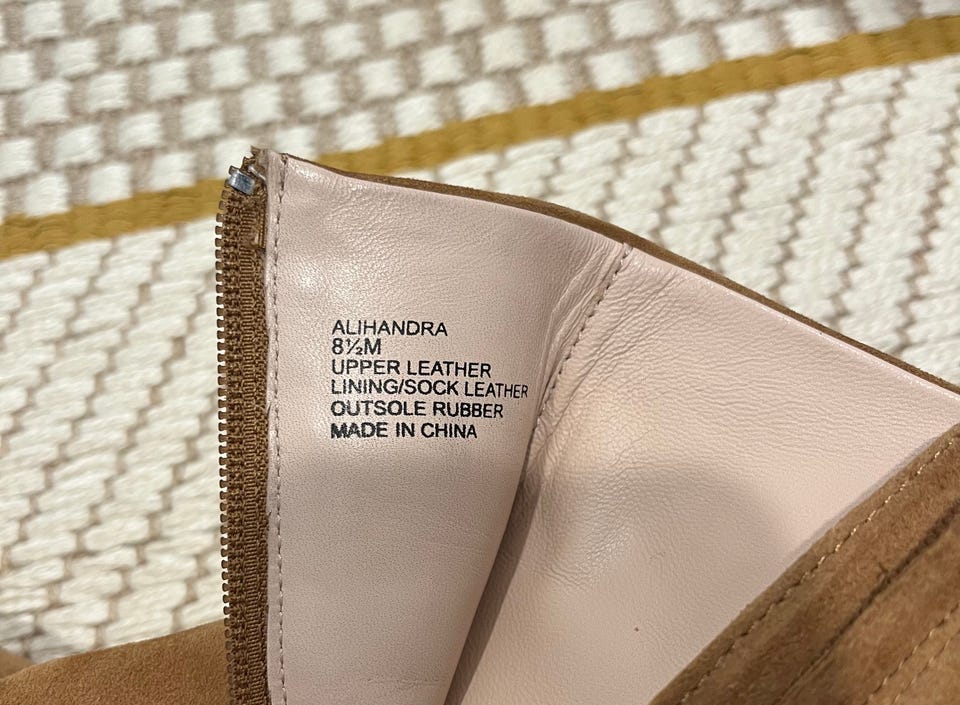 ALIHANDRA
8½M
UPPER LEATHER
LINING/SOCK LEATHER
OUTSOLE RUBBER
MADE IN CHINA